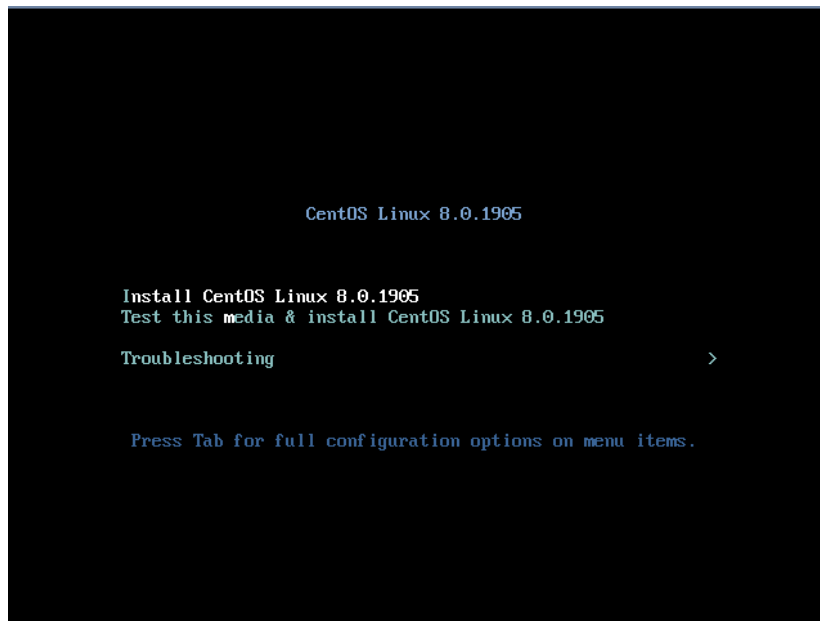 CentOS Linux 8.0.1905
Install CentOS Linux 8.0.1905
Test this media & install CentOS Linux 8.0.1905
Troubleshooting >
Press Tab for full configuration options on menu items.